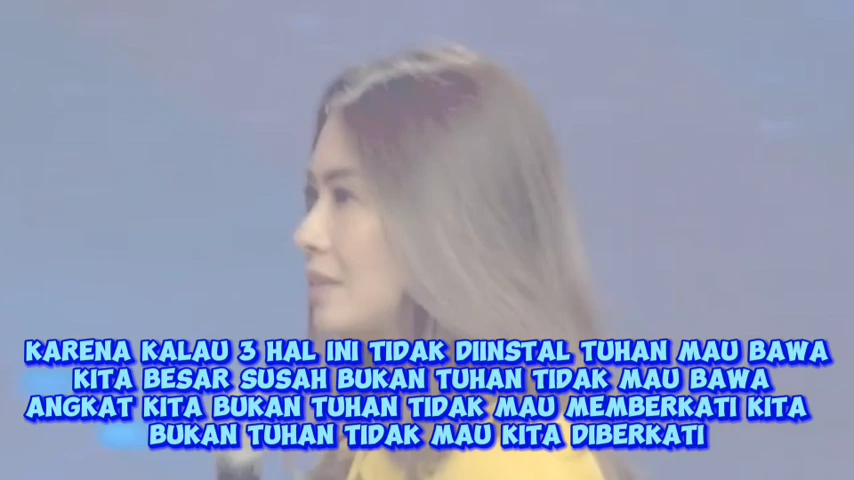 KARENA KALAU 3 HAL INI TIDAK DIINSTAL TUHAN MAU BAWA
KITA BESAR SUSAH BUKAN TUHAN TIDAK MAU BAWA
ANGKAT KITA BUKAN TUHAN TIDAK MAU MEMBERKATI KITA
BUKAN TUHAN TIDAK MAU KITA DIBERKATI